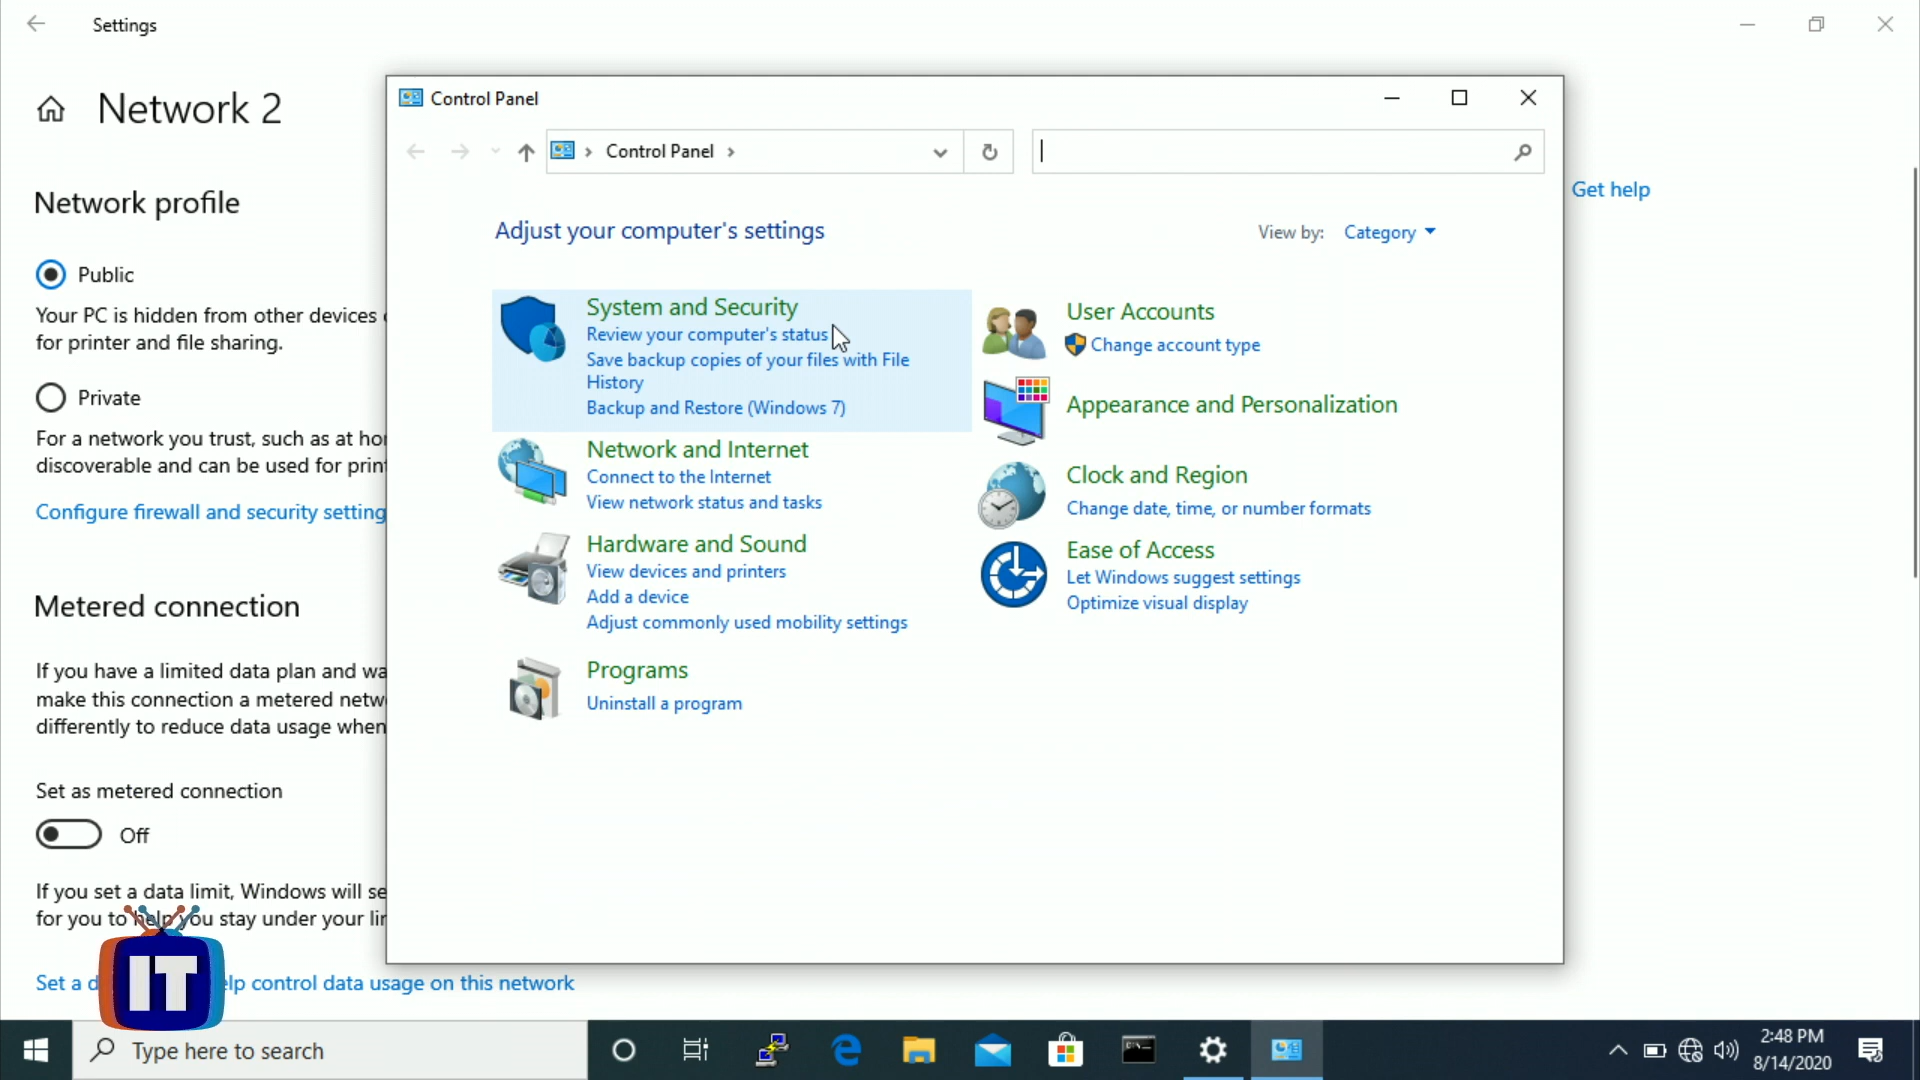 Settings
Network 2
Network profile
Public
Your PC is hidden from other devices
for printer and file sharing.
Private
For a network you trust, such as at
discoverable and can be used for
Configure firewall and security
Metered connection
If you have a limited data plan and
make this connection a metered
differently to reduce data usage when
Set as metered connection
Off
If you set a data limit, Windows will
for you to help you stay under your
Set a
help control data usage on this network
IT
Get help
Control Panel
Control Panel
Adjust your computer's settings
View by: Category
System and Security
Review your computer's status
Save backup copies of your files with File
History
Backup and Restore (Windows 7)
Network and Internet
Connect to the Internet
View network status and tasks
Hardware and Sound
View devices and printers
Add a device
Adjust commonly used mobility settings
Programs
Uninstall a program
User Accounts
Change account type
Appearance and Personalization
Clock and Region
Change date, time, or number formats
Ease of Access
Let Windows suggest settings
Optimize visual display
Type here to search
2:48 PM
8/14/2020